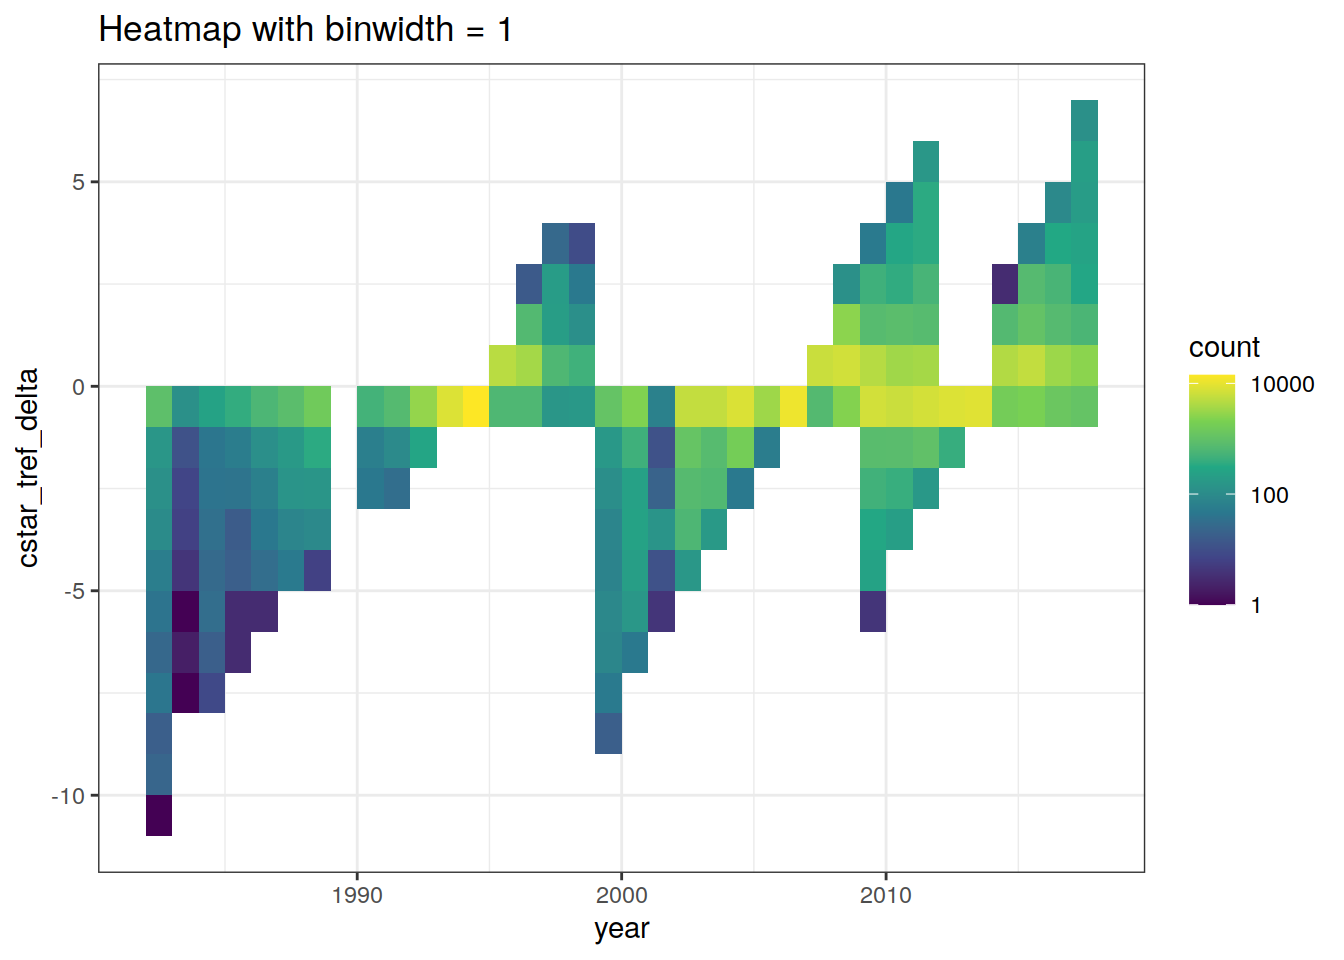 Heatmap with binwidth = 1
cstar_tref_delta
5
0
-5
-10
1990
2000
2010
year
count
10000
100
1